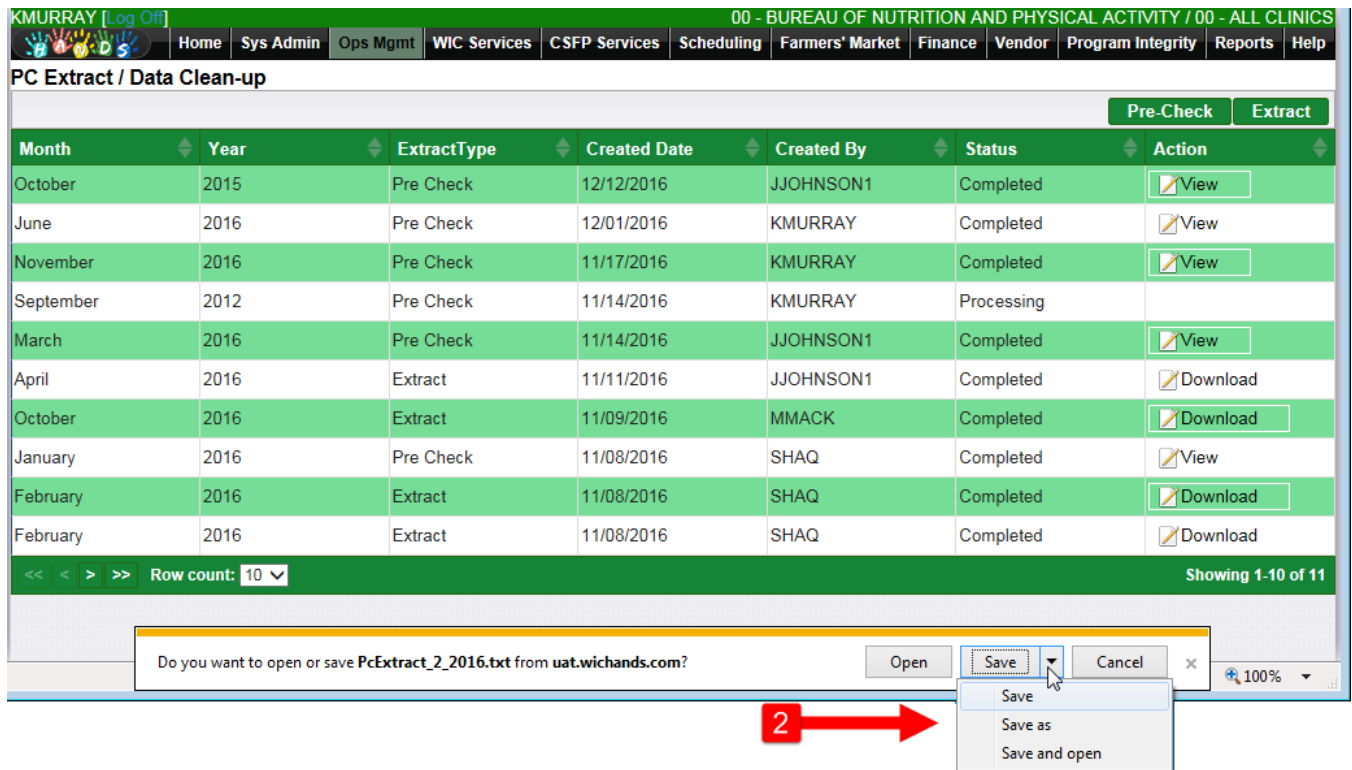 KMURRAY [Log Off] 00 - BUREAU OF NUTRITION AND PHYSICAL ACTIVITY / 00 - ALL CLINICS
HANDS Home Sys Admin Ops Mgmt WIC Services CSFP Services Scheduling Farmers' Market Finance Vendor Program Integrity Reports Help
PC Extract / Data Clean-up
Pre-Check Extract
Month Year ExtractType Created Date Created By Status Action
October 2015 Pre Check 12/12/2016 JJOHNSON1 Completed View
June 2016 Pre Check 12/01/2016 KMURRAY Completed View
November 2016 Pre Check 11/17/2016 KMURRAY Completed View
September 2012 Pre Check 11/14/2016 KMURRAY Processing
March 2016 Pre Check 11/14/2016 JJOHNSON1 Completed View
April 2016 Extract 11/11/2016 JJOHNSON1 Completed Download
October 2016 Extract 11/09/2016 MMACK Completed Download
January 2016 Pre Check 11/08/2016 SHAQ Completed View
February 2016 Extract 11/08/2016 SHAQ Completed Download
February 2016 Extract 11/08/2016 SHAQ Completed Download
<< < > >> Row count: 10 Showing 1-10 of 11
Do you want to open or save PcExtract_2_2016.txt from uat.wichands.com? Open Save Cancel ×
100%
Save
2
Save as
Save and open